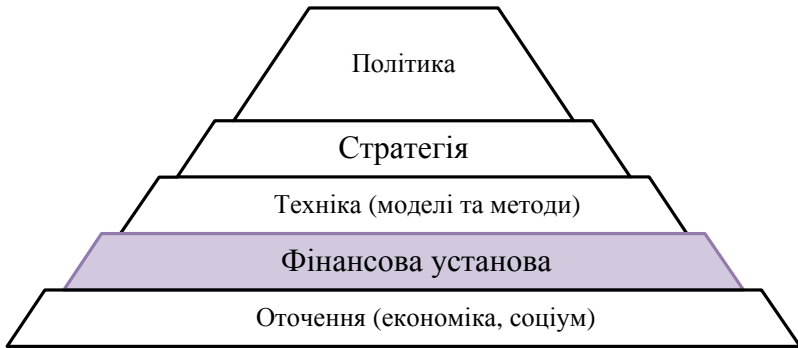 Політика
Стратегія
Техніка (моделі та методи)
Фінансова установа
Оточення (економіка, соціум)